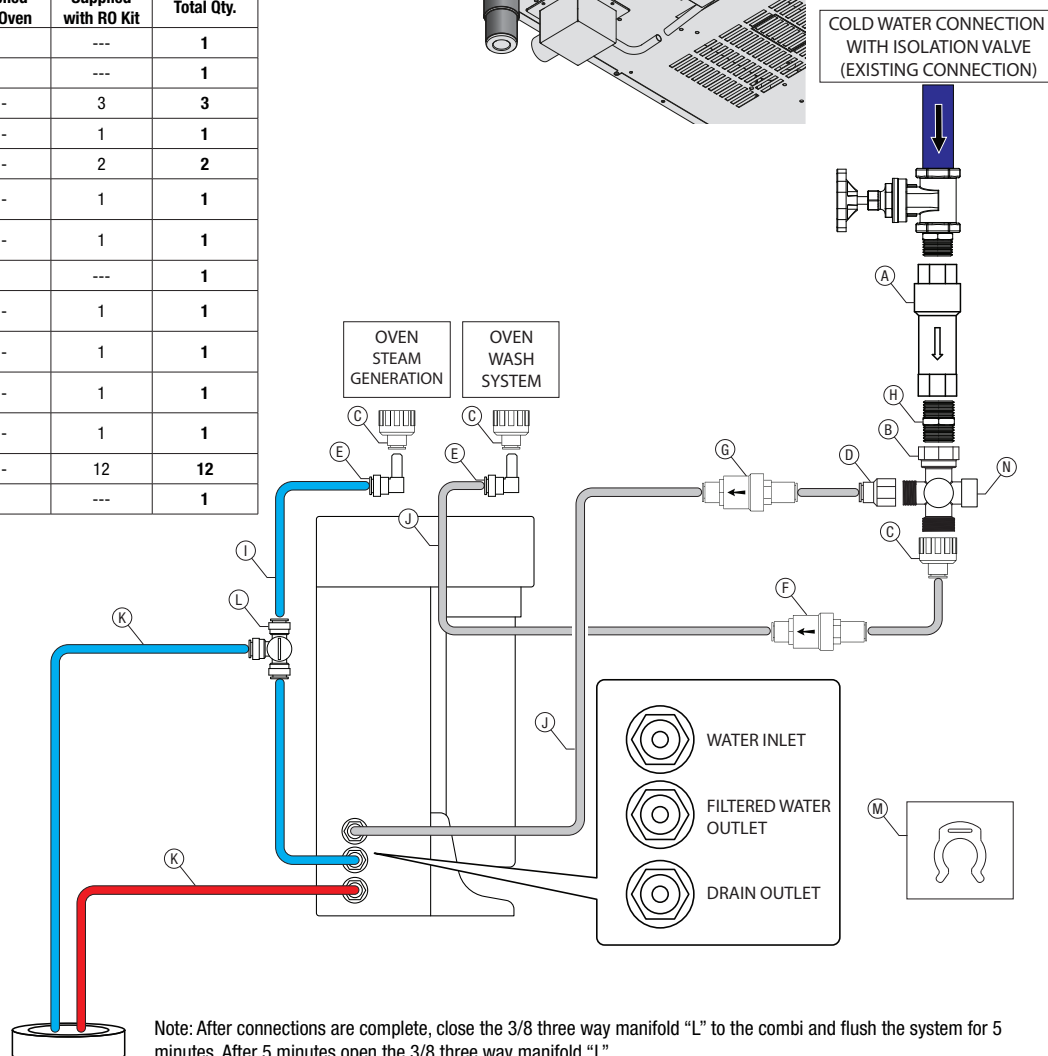 Supplied Total Qty.
Oven with RO Kit
--- 1
--- 1
- 3 3
- 1 1
- 2 2
- 1 1
- 1 1
--- 1
- 1 1
- 1 1
- 1 1
- 1 1
- 12 12
--- 1
COLD WATER CONNECTION
WITH ISOLATION VALVE
(EXISTING CONNECTION)
A
H
B
N
D
G
C
F
OVEN
STEAM
GENERATION
OVEN
WASH
SYSTEM
C
C
E
E
J
I
L
K
J
K
WATER INLET
FILTERED WATER
OUTLET
DRAIN OUTLET
M
Note: After connections are complete, close the 3/8 three way manifold “L” to the combi and flush the system for 5
minutes. After 5 minutes open the 3/8 three way manifold “L”